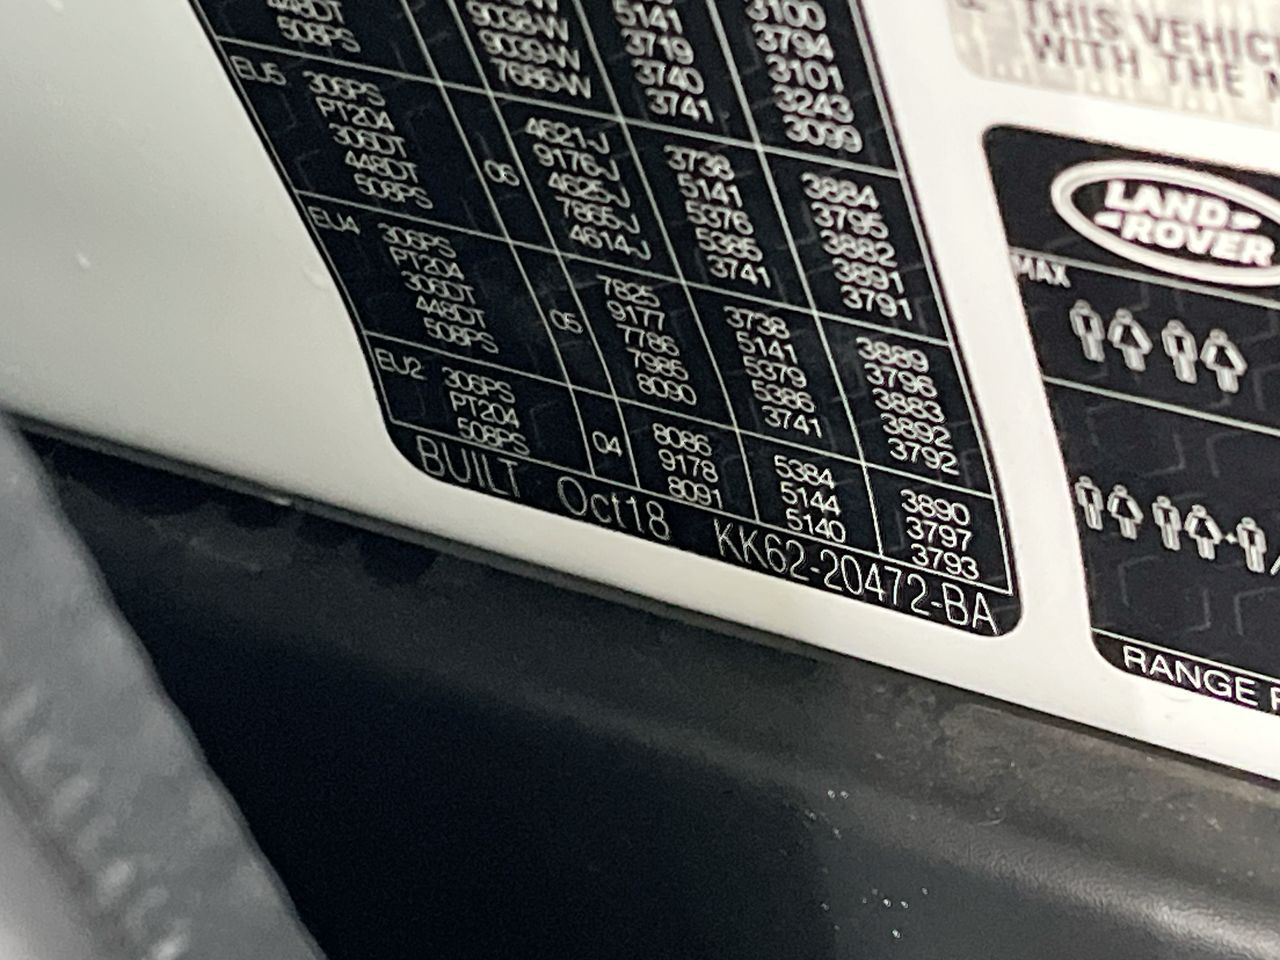 448DT
508PS
9038-W
9039-W
7686-W
5141
3719
3740
3741
3100
3794
3101
3243
3099
EU5 306PS
PT204
306DT
448DT
508PS
06
4621-J
9176-J
4625-J
7865-J
4614-J
3738
5141
5376
5385
3741
3884
3795
3882
3891
3791
EU4 306PS
PT204
306DT
448DT
508PS
05
7825
9177
7786
7985
8090
3738
5141
5379
5386
3741
3889
3796
3883
3892
3792
EU2 306PS
PT204
508PS
04
8086
9178
8091
5384
5144
5140
3890
3797
3793
BUILT Oct18 KK62-20472-BA
THIS VEHIC
WITH THE
LAND
ROVER
MAX
RANGE